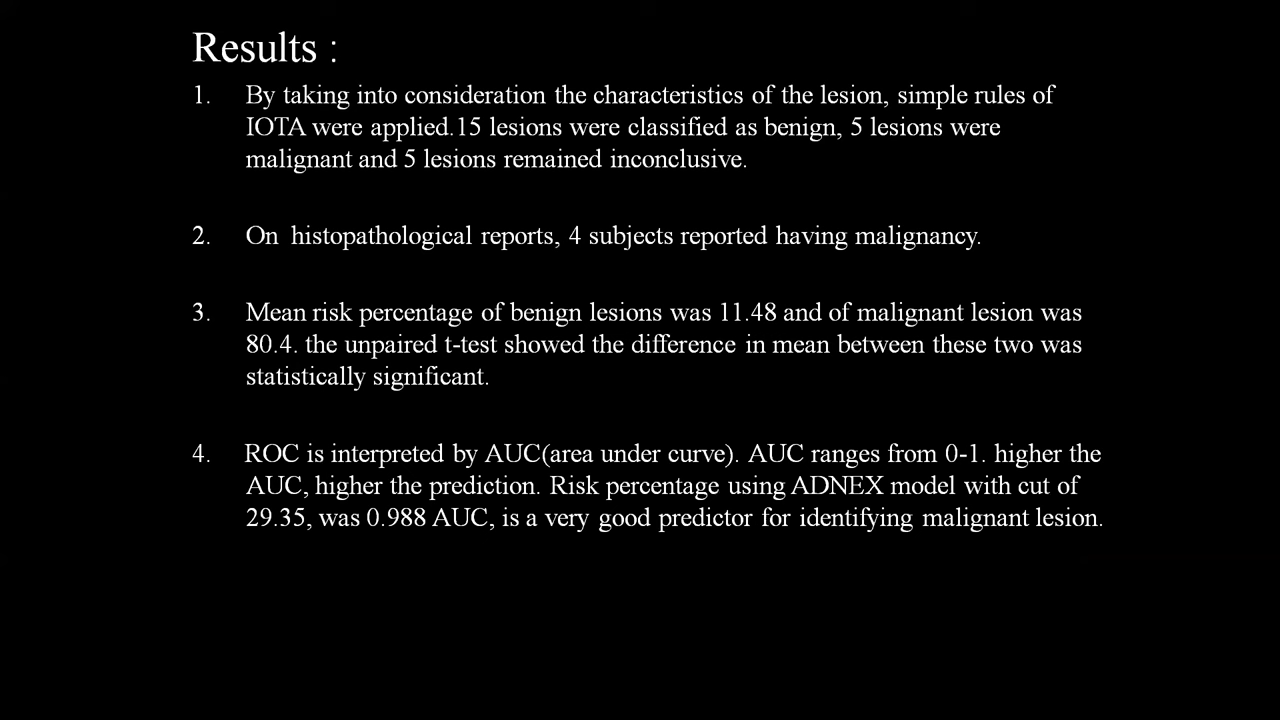 Results :
1. By taking into consideration the characteristics of the lesion, simple rules of
IOTA were applied.15 lesions were classified as benign, 5 lesions were
malignant and 5 lesions remained inconclusive.
2. On histopathological reports, 4 subjects reported having malignancy.
3. Mean risk percentage of benign lesions was 11.48 and of malignant lesion was
80.4. the unpaired t-test showed the difference in mean between these two was
statistically significant.
4. ROC is interpreted by AUC(area under curve). AUC ranges from 0-1. higher the
AUC, higher the prediction. Risk percentage using ADNEX model with cut of
29.35, was 0.988 AUC, is a very good predictor for identifying malignant lesion.